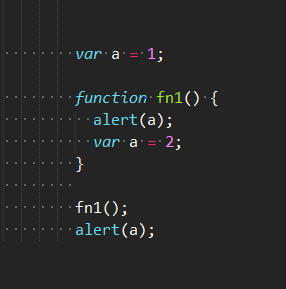 var a = 1;
function fn1() {
alert(a);
var a = 2;
}
fn1();
alert(a);